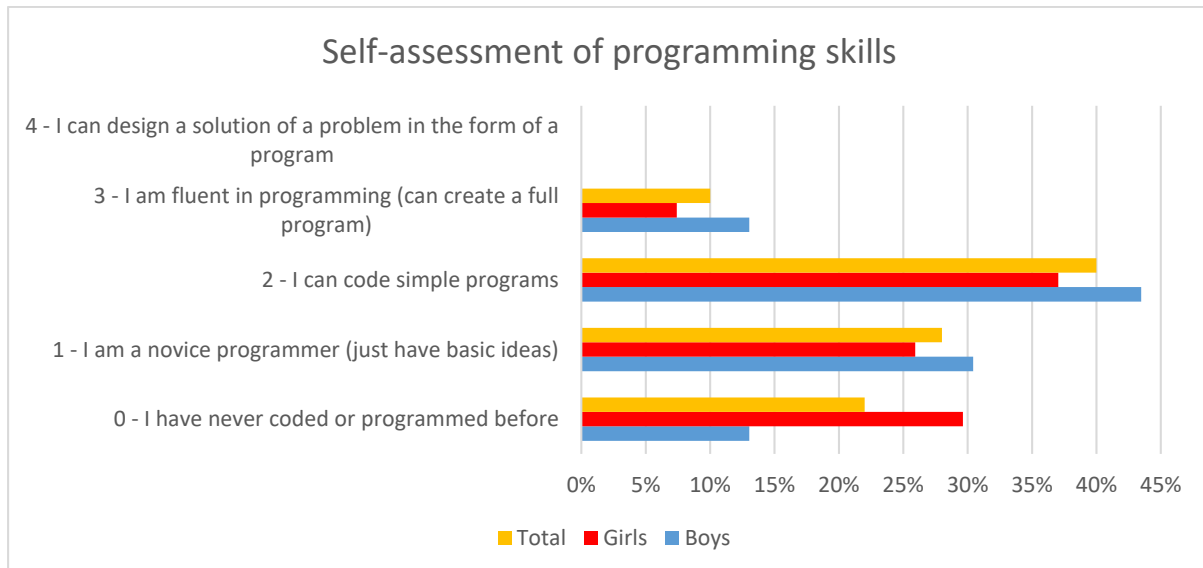 Self-assessment of programming skills
4 - I can design a solution of a problem in the form of a
program
3 - I am fluent in programming (can create a full
program)
2 - I can code simple programs
1 - I am a novice programmer (just have basic ideas)
0 - I have never coded or programmed before
0% 5% 10% 15% 20% 25% 30% 35% 40% 45%
Total Girls Boys